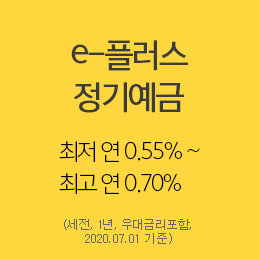 e-플러스
정기예금
최저 연 0.55% ~
최고 연 0.70%
(세전, 1년, 우대금리포함,
2020.07.01 기준)